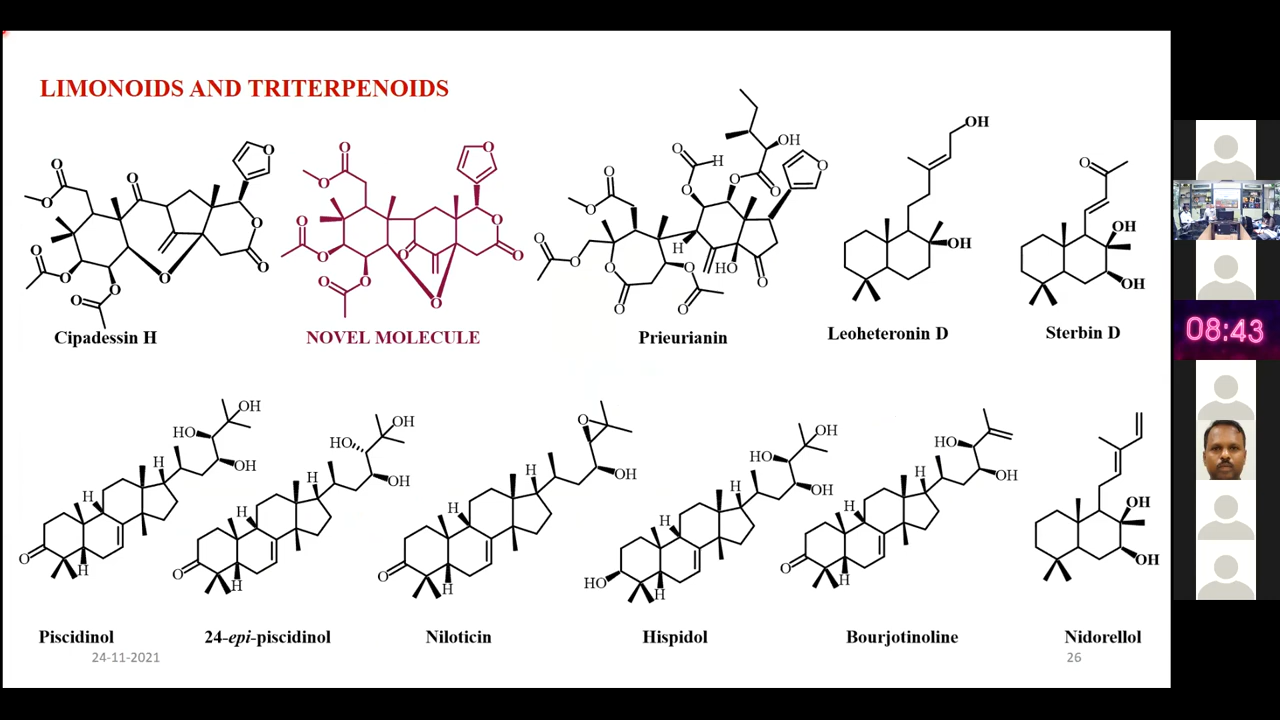 LIMONOIDS AND TRITERPENOIDS
Cipadessin H
NOVEL MOLECULE
Prieurianin
Leoheteronin D
Sterbin D
08:43
Piscidinol
24-epi-piscidinol
Niloticin
Hispidol
Bourjotinoline
Nidorellol
24-11-2021
26